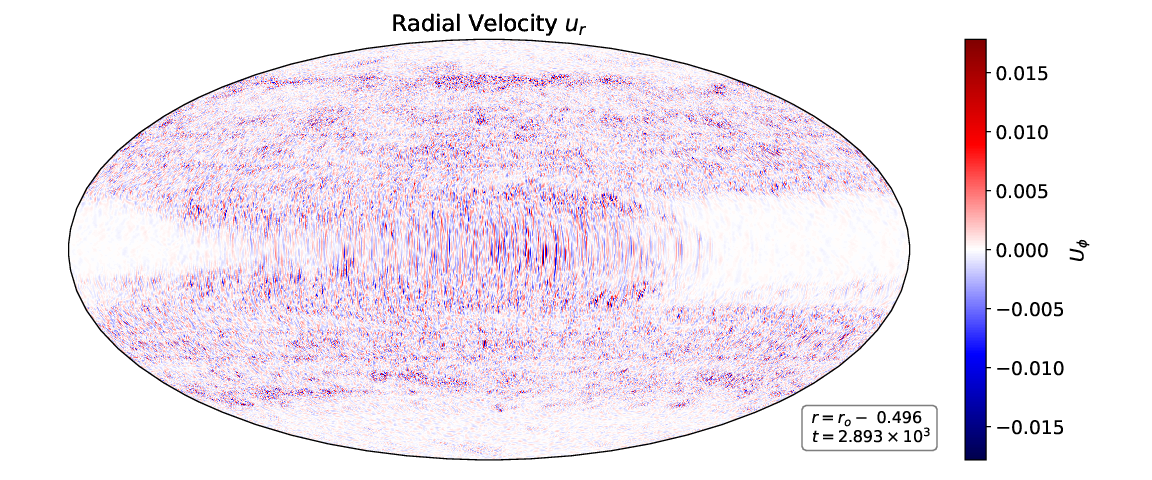 Radial Velocity $u_r$
0.015
0.010
0.005
0.000
−0.005
−0.010
−0.015
$U_\phi$
$r = r_o -$ 0.496
$t = 2.893 \times 10^3$